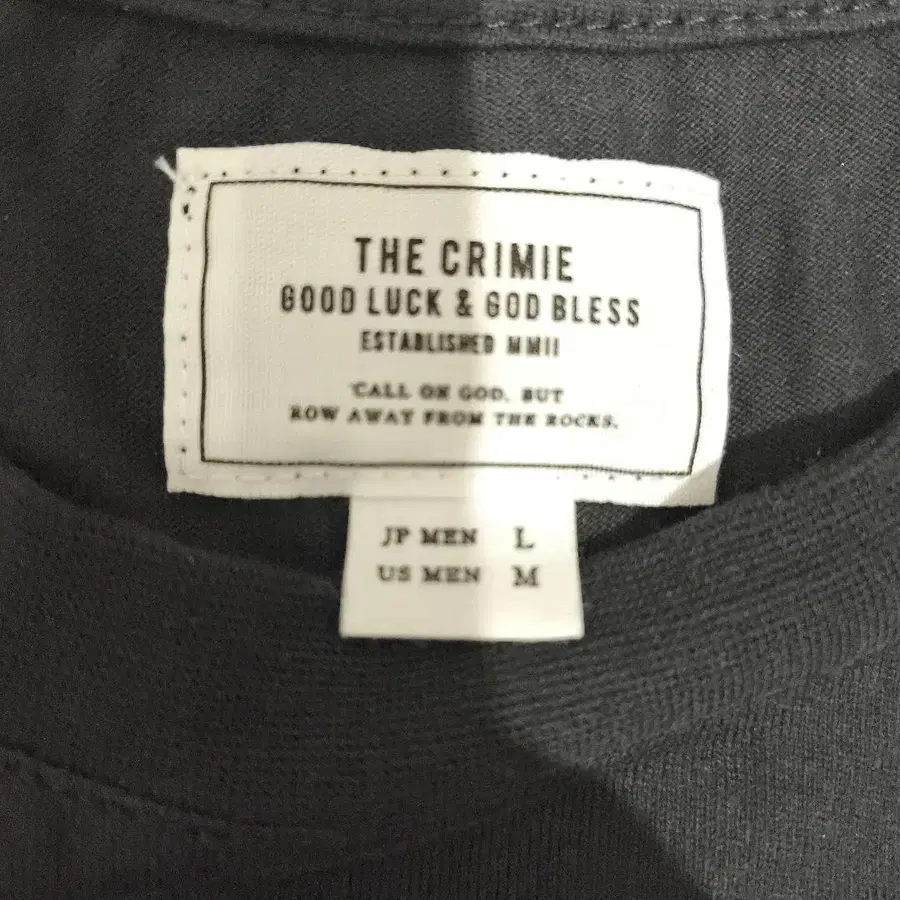 THE CRIMIE
GOOD LUCK & GOD BLESS
ESTABLISHED MMII
'CALL ON GOD, BUT
ROW AWAY FROM THE ROCKS.
JP MEN L
US MEN M